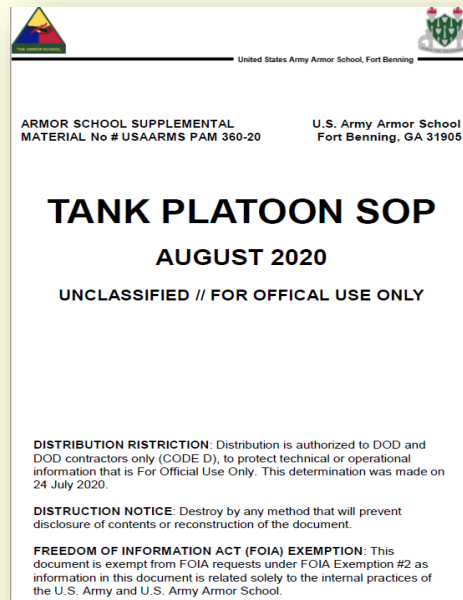 THE ARMOR SCHOOL
United States Army Armor School, Fort Benning
ARMOR SCHOOL SUPPLEMENTAL
MATERIAL No # USAARMS PAM 360-20
U.S. Army Armor School
Fort Benning, GA 31905
TANK PLATOON SOP
AUGUST 2020
UNCLASSIFIED // FOR OFFICAL USE ONLY
DISTRIBUTION RISTRICTION: Distribution is authorized to DOD and
DOD contractors only (CODE D), to protect technical or operational
information that is For Official Use Only. This determination was made on
24 July 2020.
DISTRUCTION NOTICE: Destroy by any method that will prevent
disclosure of contents or reconstruction of the document.
FREEDOM OF INFORMATION ACT (FOIA) EXEMPTION: This
document is exempt from FOIA requests under FOIA Exemption #2 as
information in this document is related solely to the internal practices of
the U.S. Army and U.S. Army Armor School.